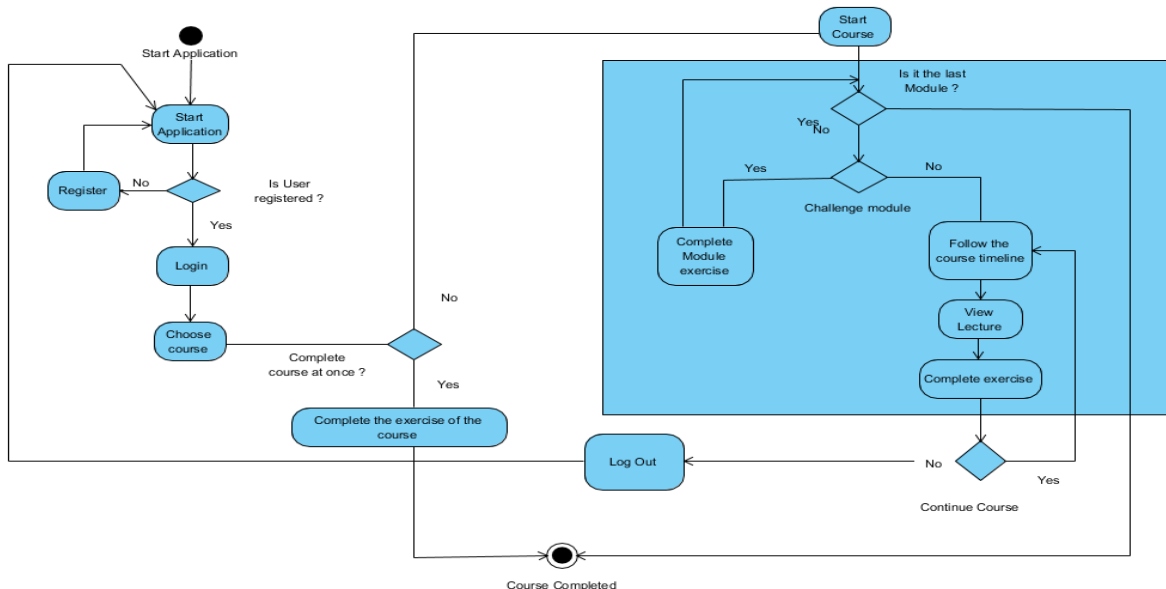 Start Application
Start
Application
Register
No
Is User
registered ?
Yes
Login
Choose
course
Complete
course at once ?
No
Yes
Complete the exercise of the
course
Start
Course
Is it the last
Module ?
Yes
No
Yes
No
Challenge module
Complete
Module
exercise
Follow the
course timeline
View
Lecture
Complete exercise
Log Out
No
Yes
Continue Course
Course Completed